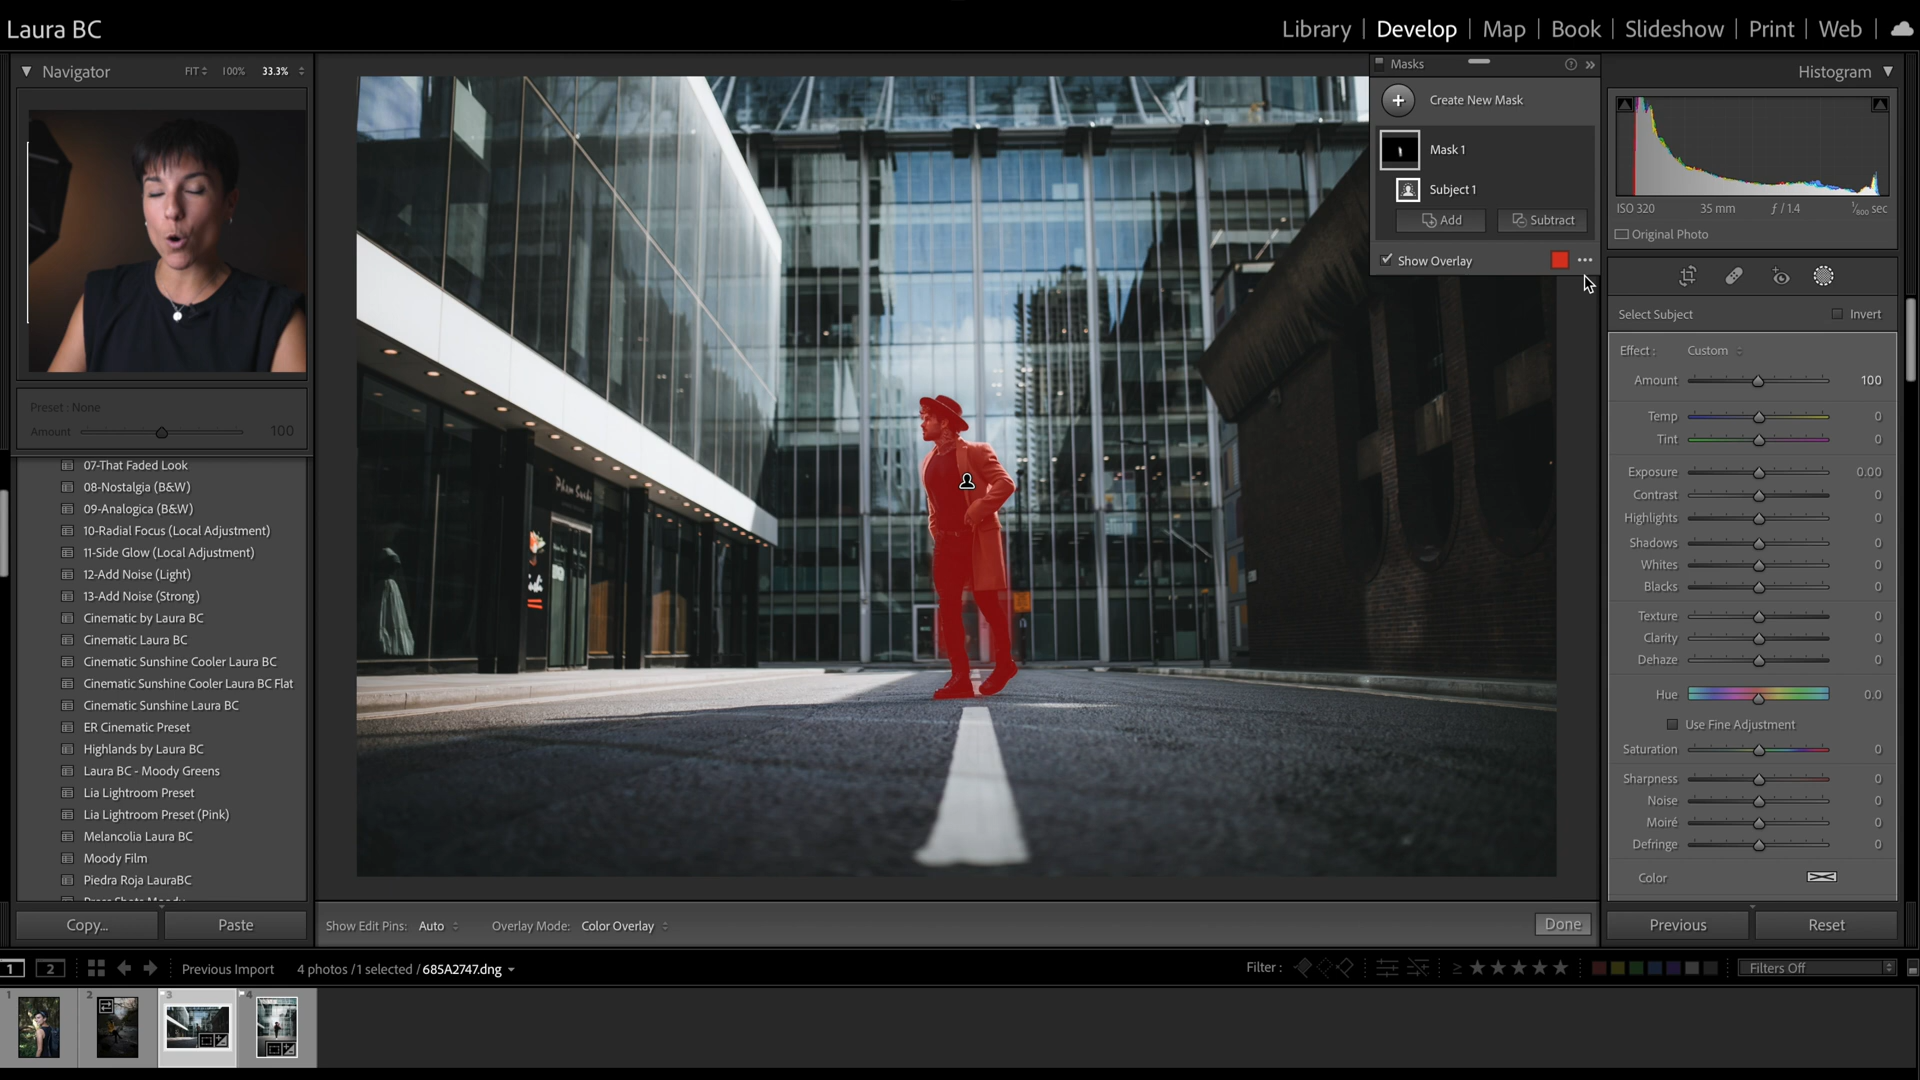 Laura BC
Library | Develop | Map | Book | Slideshow | Print | Web
Navigator FIT 100% 33.3%
Preset : None
Amount 100
07-That Faded Look
08-Nostalgia (B&W)
09-Analogica (B&W)
10-Radial Focus (Local Adjustment)
11-Side Glow (Local Adjustment)
12-Add Noise (Light)
13-Add Noise (Strong)
Cinematic by Laura BC
Cinematic Laura BC
Cinematic Sunshine Cooler Laura BC
Cinematic Sunshine Cooler Laura BC Flat
Cinematic Sunshine Laura BC
ER Cinematic Preset
Highlands by Laura BC
Laura BC - Moody Greens
Lia Lightroom Preset
Lia Lightroom Preset (Pink)
Melancolia Laura BC
Moody Film
Piedra Roja LauraBC
Copy... Paste
Masks
Create New Mask
Mask 1
Subject 1
Add Subtract
Show Overlay
Show Edit Pins: Auto Overlay Mode: Color Overlay Done
Histogram
ISO 320 35 mm ƒ / 1.4 1/800 sec
Original Photo
Select Subject Invert
Effect : Custom
Amount 100
Temp 0
Tint 0
Exposure 0.00
Contrast 0
Highlights 0
Shadows 0
Whites 0
Blacks 0
Texture 0
Clarity 0
Dehaze 0
Hue 0.0
Use Fine Adjustment
Saturation 0
Sharpness 0
Noise 0
Moiré 0
Defringe 0
Color
Previous Reset
1 2 Previous Import 4 photos /1 selected / 685A2747.dng Filter : ≥ ★★★★★ Filters Off
1 2 3 4